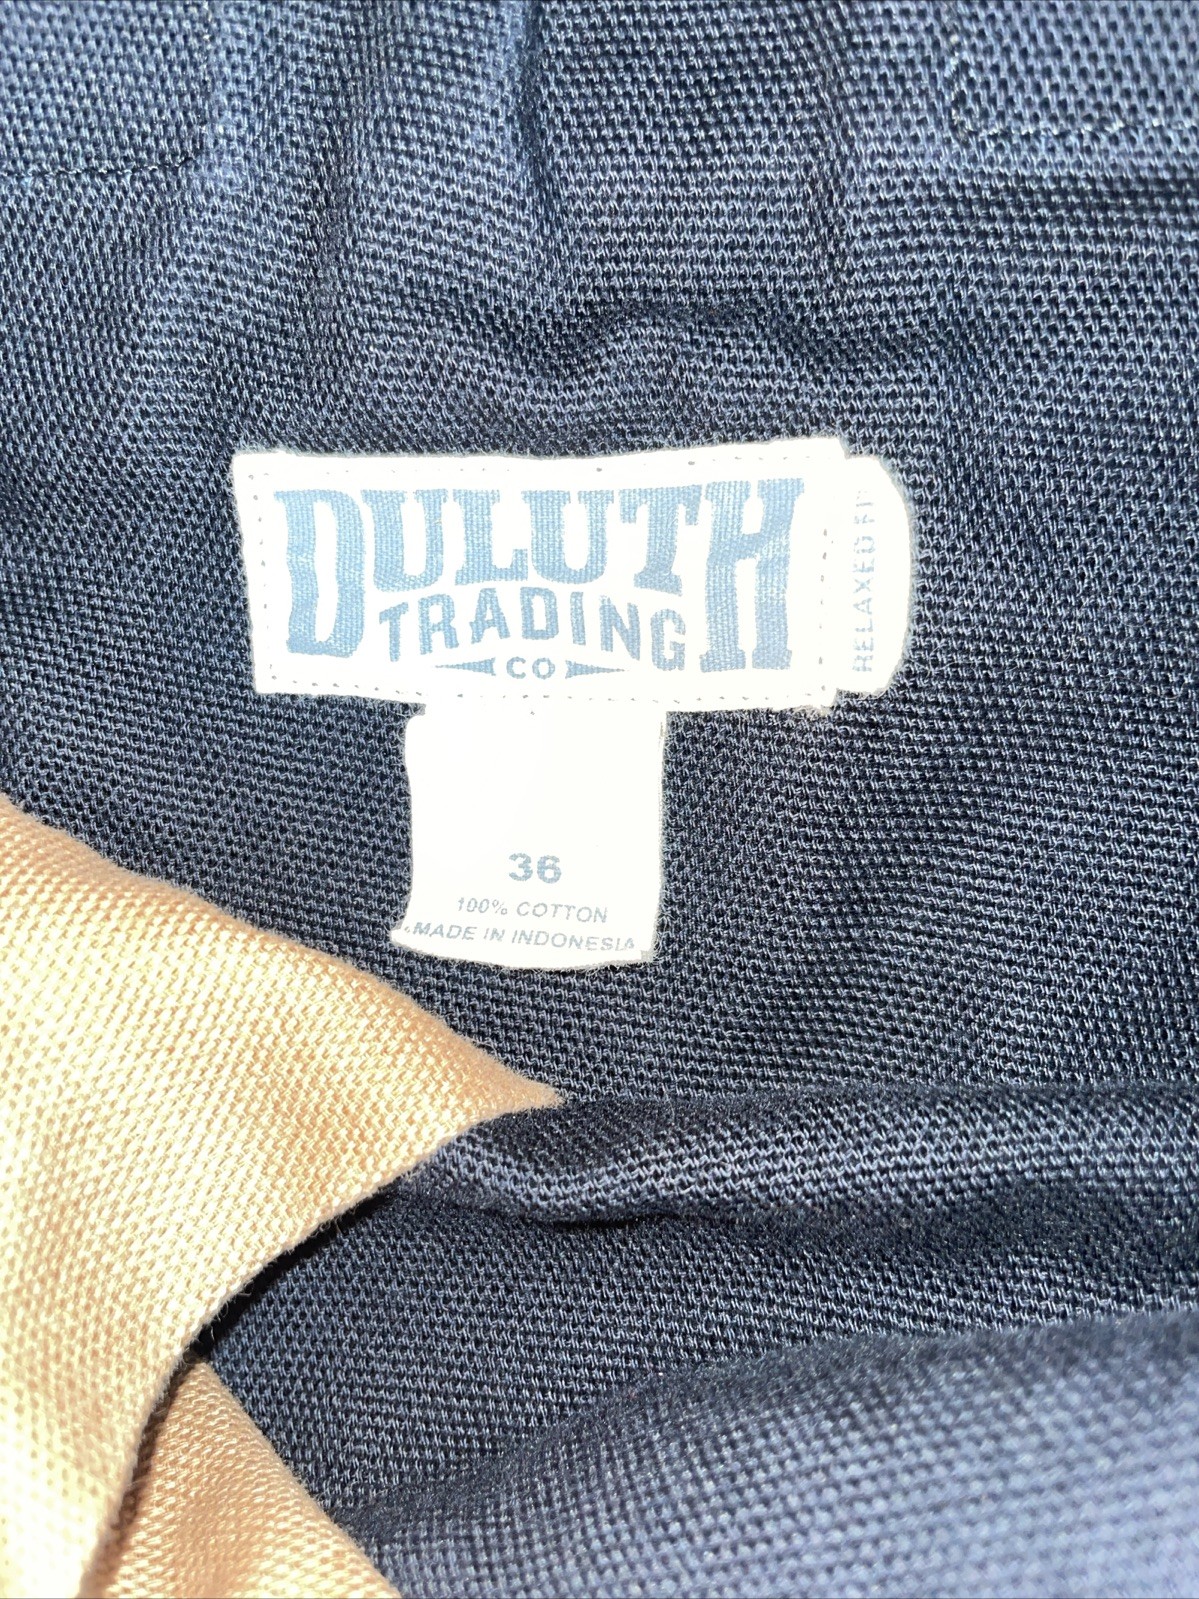 DULUTH
TRADING
CO
RELAXED FIT
36
100% COTTON
MADE IN INDONESIA